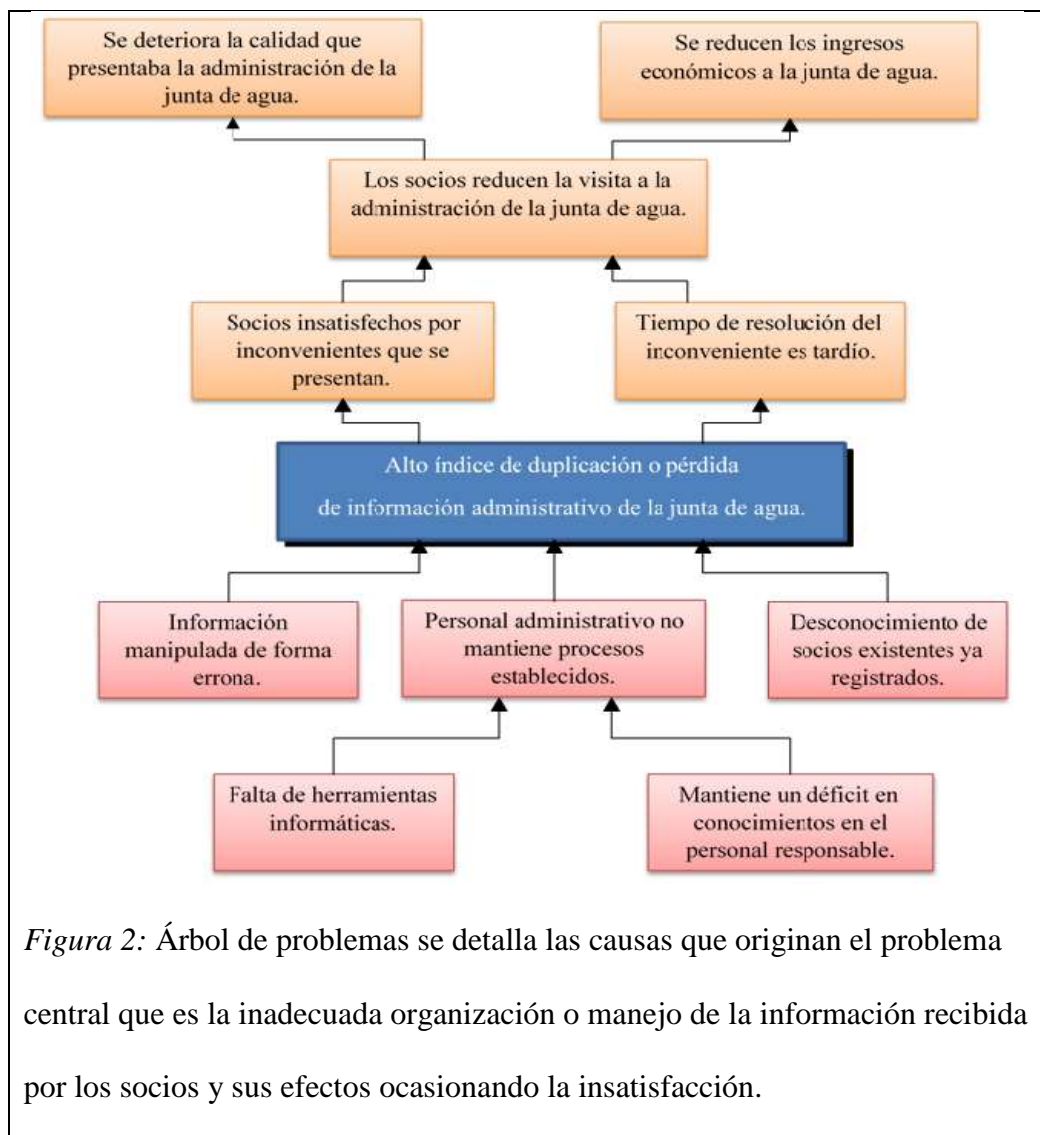 Se deteriora la calidad que
presentaba la administración de la
junta de agua.
Se reducen los ingresos
económicos a la junta de agua.
Los socios reducen la visita a la
administración de la junta de agua.
Socios insatisfechos por
inconvenientes que se
presentan.
Tiempo de resolución del
inconveniente es tardío.
Alto índice de duplicación o pérdida
de información administrativo de la junta de agua.
Información
manipulada de forma
errona.
Personal administrativo no
mantiene procesos
establecidos.
Desconocimiento de
socios existentes ya
registrados.
Falta de herramientas
informáticas.
Mantiene un déficit en
conocimientos en el
personal responsable.
Figura 2: Árbol de problemas se detalla las causas que originan el problema
central que es la inadecuada organización o manejo de la información recibida
por los socios y sus efectos ocasionando la insatisfacción.